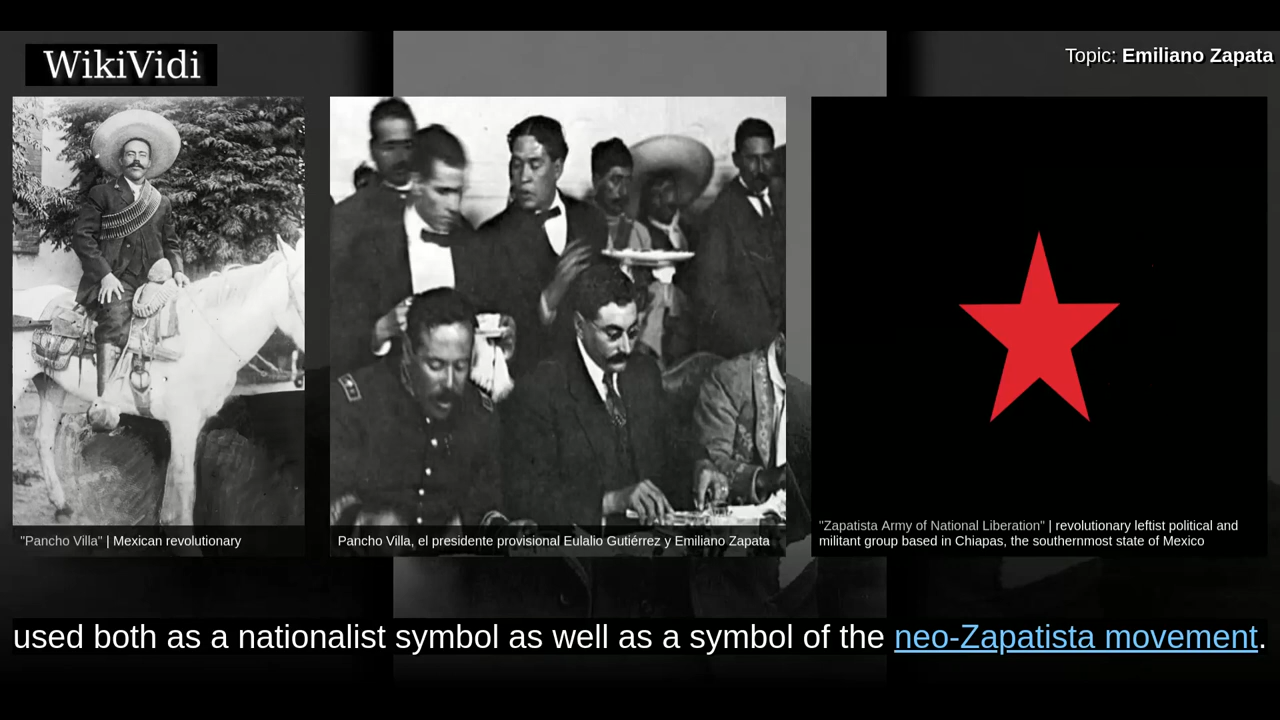 WikiVidi
Topic: Emiliano Zapata
"Pancho Villa" | Mexican revolutionary
Pancho Villa, el presidente provisional Eulalio Gutiérrez y Emiliano Zapata
"Zapatista Army of National Liberation" | revolutionary leftist political and
militant group based in Chiapas, the southernmost state of Mexico
used both as a nationalist symbol as well as a symbol of the neo-Zapatista movement.